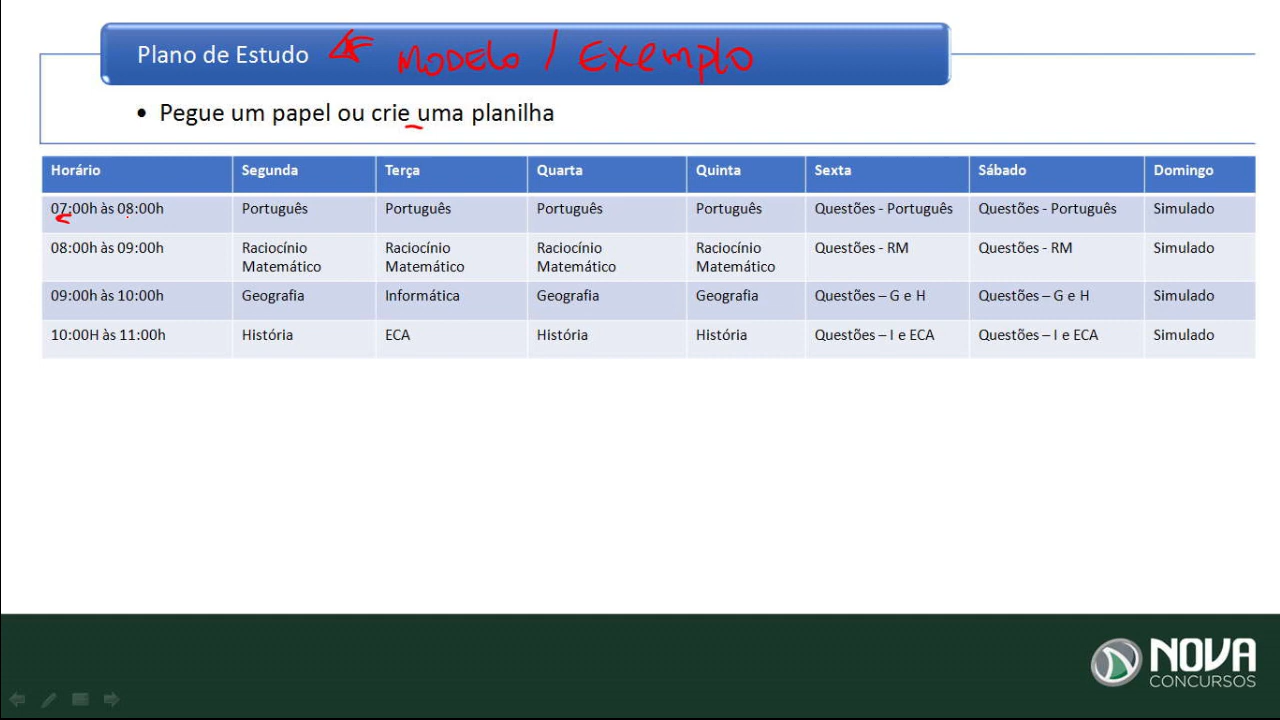 Plano de Estudo MODELO / Exemplo
• Pegue um papel ou crie uma planilha
Horário Segunda Terça Quarta Quinta Sexta Sábado Domingo
07:00h às 08:00h Português Português Português Português Questões - Português Questões - Português Simulado
08:00h às 09:00h Raciocínio Matemático Raciocínio Matemático Raciocínio Matemático Raciocínio Matemático Questões - RM Questões - RM Simulado
09:00h às 10:00h Geografia Informática Geografia Geografia Questões – G e H Questões – G e H Simulado
10:00H às 11:00h História ECA História História Questões – I e ECA Questões – I e ECA Simulado
NOVA
CONCURSOS